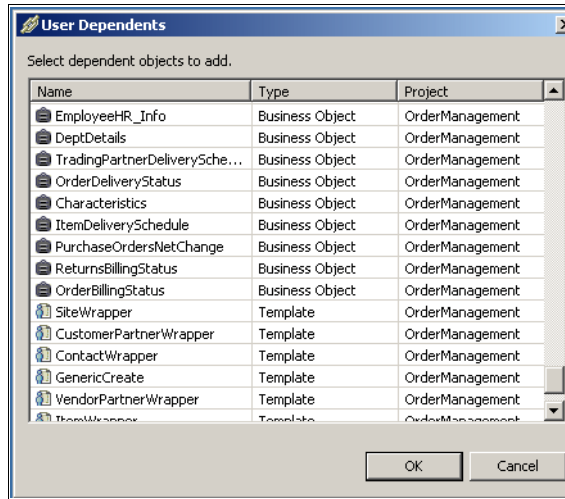 User Dependents
Select dependent objects to add.
Name Type Project
EmployeeHR_Info Business Object OrderManagement
DeptDetails Business Object OrderManagement
TradingPartnerDeliverySche... Business Object OrderManagement
OrderDeliveryStatus Business Object OrderManagement
Characteristics Business Object OrderManagement
ItemDeliverySchedule Business Object OrderManagement
PurchaseOrdersNetChange Business Object OrderManagement
ReturnsBillingStatus Business Object OrderManagement
OrderBillingStatus Business Object OrderManagement
SiteWrapper Template OrderManagement
CustomerPartnerWrapper Template OrderManagement
ContactWrapper Template OrderManagement
GenericCreate Template OrderManagement
VendorPartnerWrapper Template OrderManagement
ItemWrapper Template OrderManagement
OK Cancel